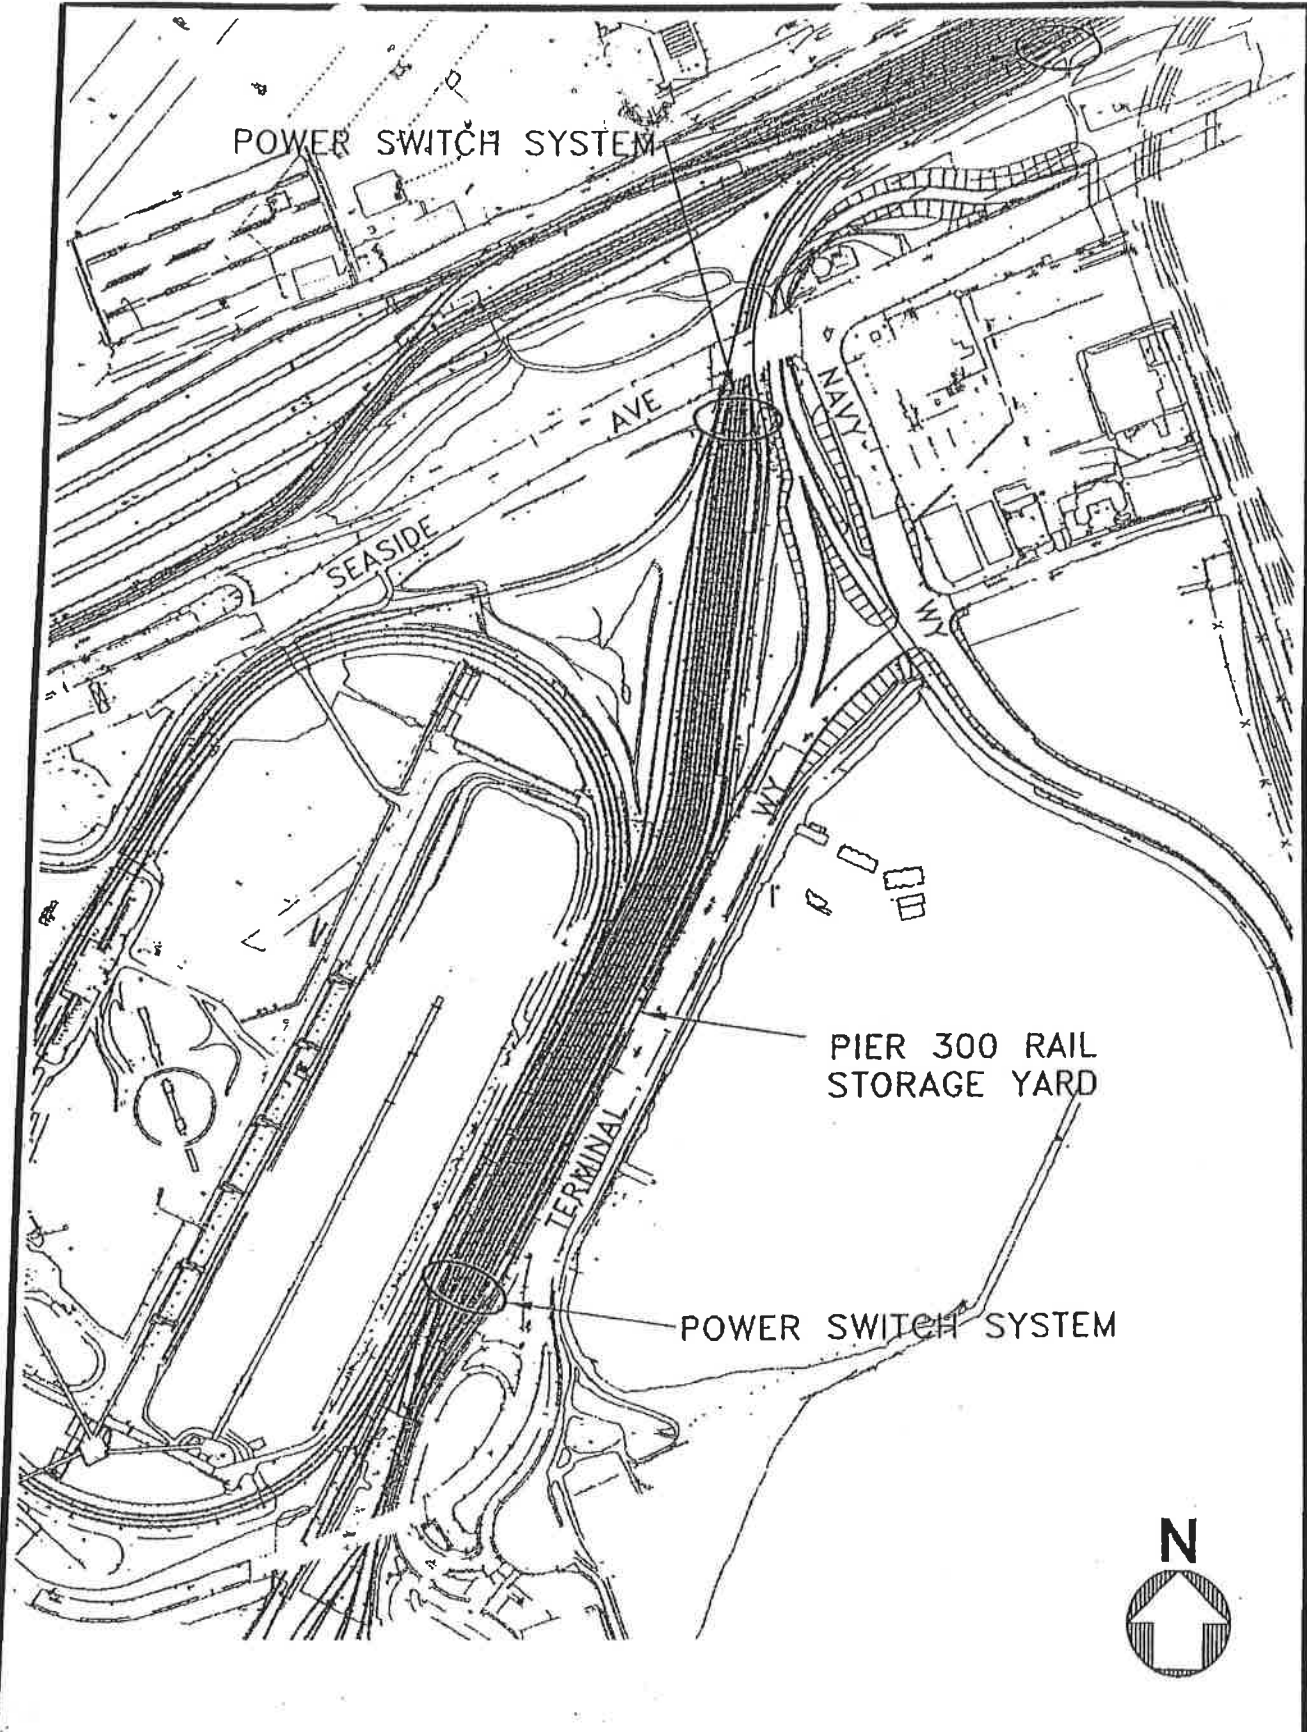 POWER SWITCH SYSTEM
AVE
NAVY
SEASIDE
WY
WY
PIER 300 RAIL
STORAGE YARD
TERMINAL
POWER SWITCH SYSTEM
N